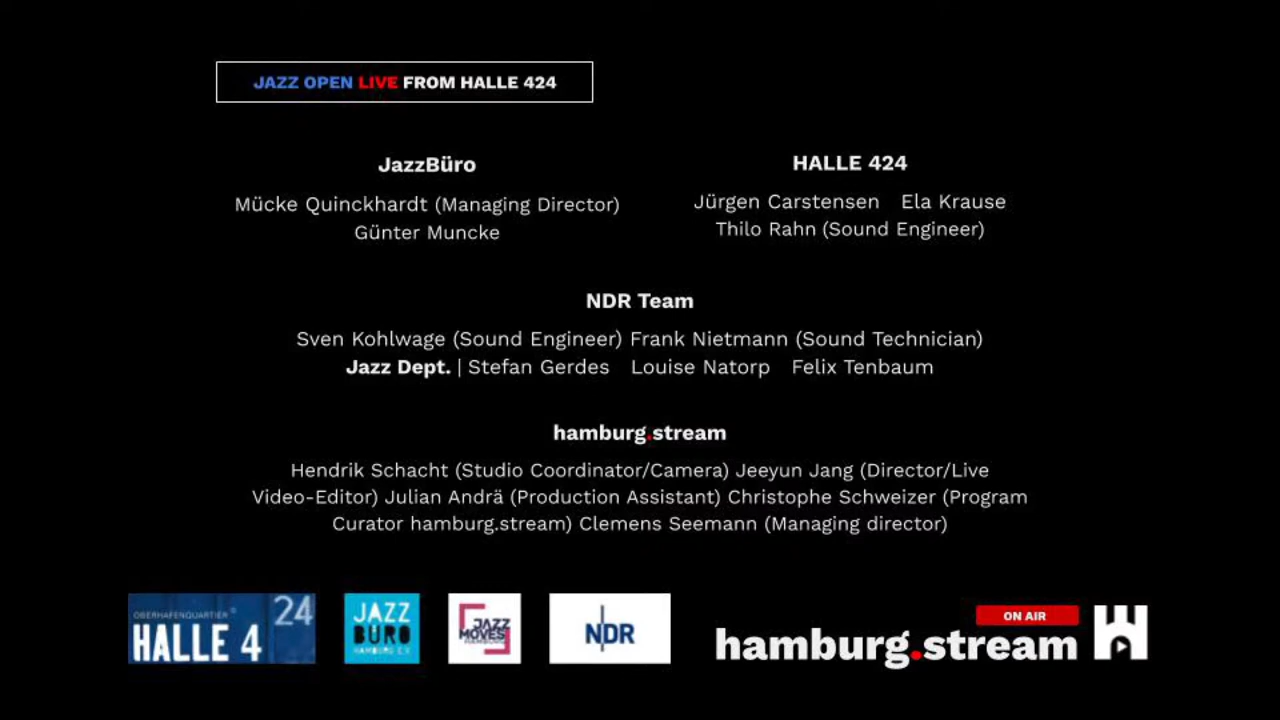 JAZZ OPEN LIVE FROM HALLE 424
JazzBüro
Mücke Quinckhardt (Managing Director)
Günter Muncke
HALLE 424
Jürgen Carstensen Ela Krause
Thilo Rahn (Sound Engineer)
NDR Team
Sven Kohlwage (Sound Engineer) Frank Nietmann (Sound Technician)
Jazz Dept. | Stefan Gerdes Louise Natorp Felix Tenbaum
hamburg.stream
Hendrik Schacht (Studio Coordinator/Camera) Jeeyun Jang (Director/Live
Video-Editor) Julian Andrä (Production Assistant) Christophe Schweizer (Program
Curator hamburg.stream) Clemens Seemann (Managing director)
OBERHAFENQUARTIER
HALLE 424
JAZZ
BÜRO
HAMBURG E.V.
JAZZ
MOVES
HAMBURG
NDR
ON AIR
hamburg.stream